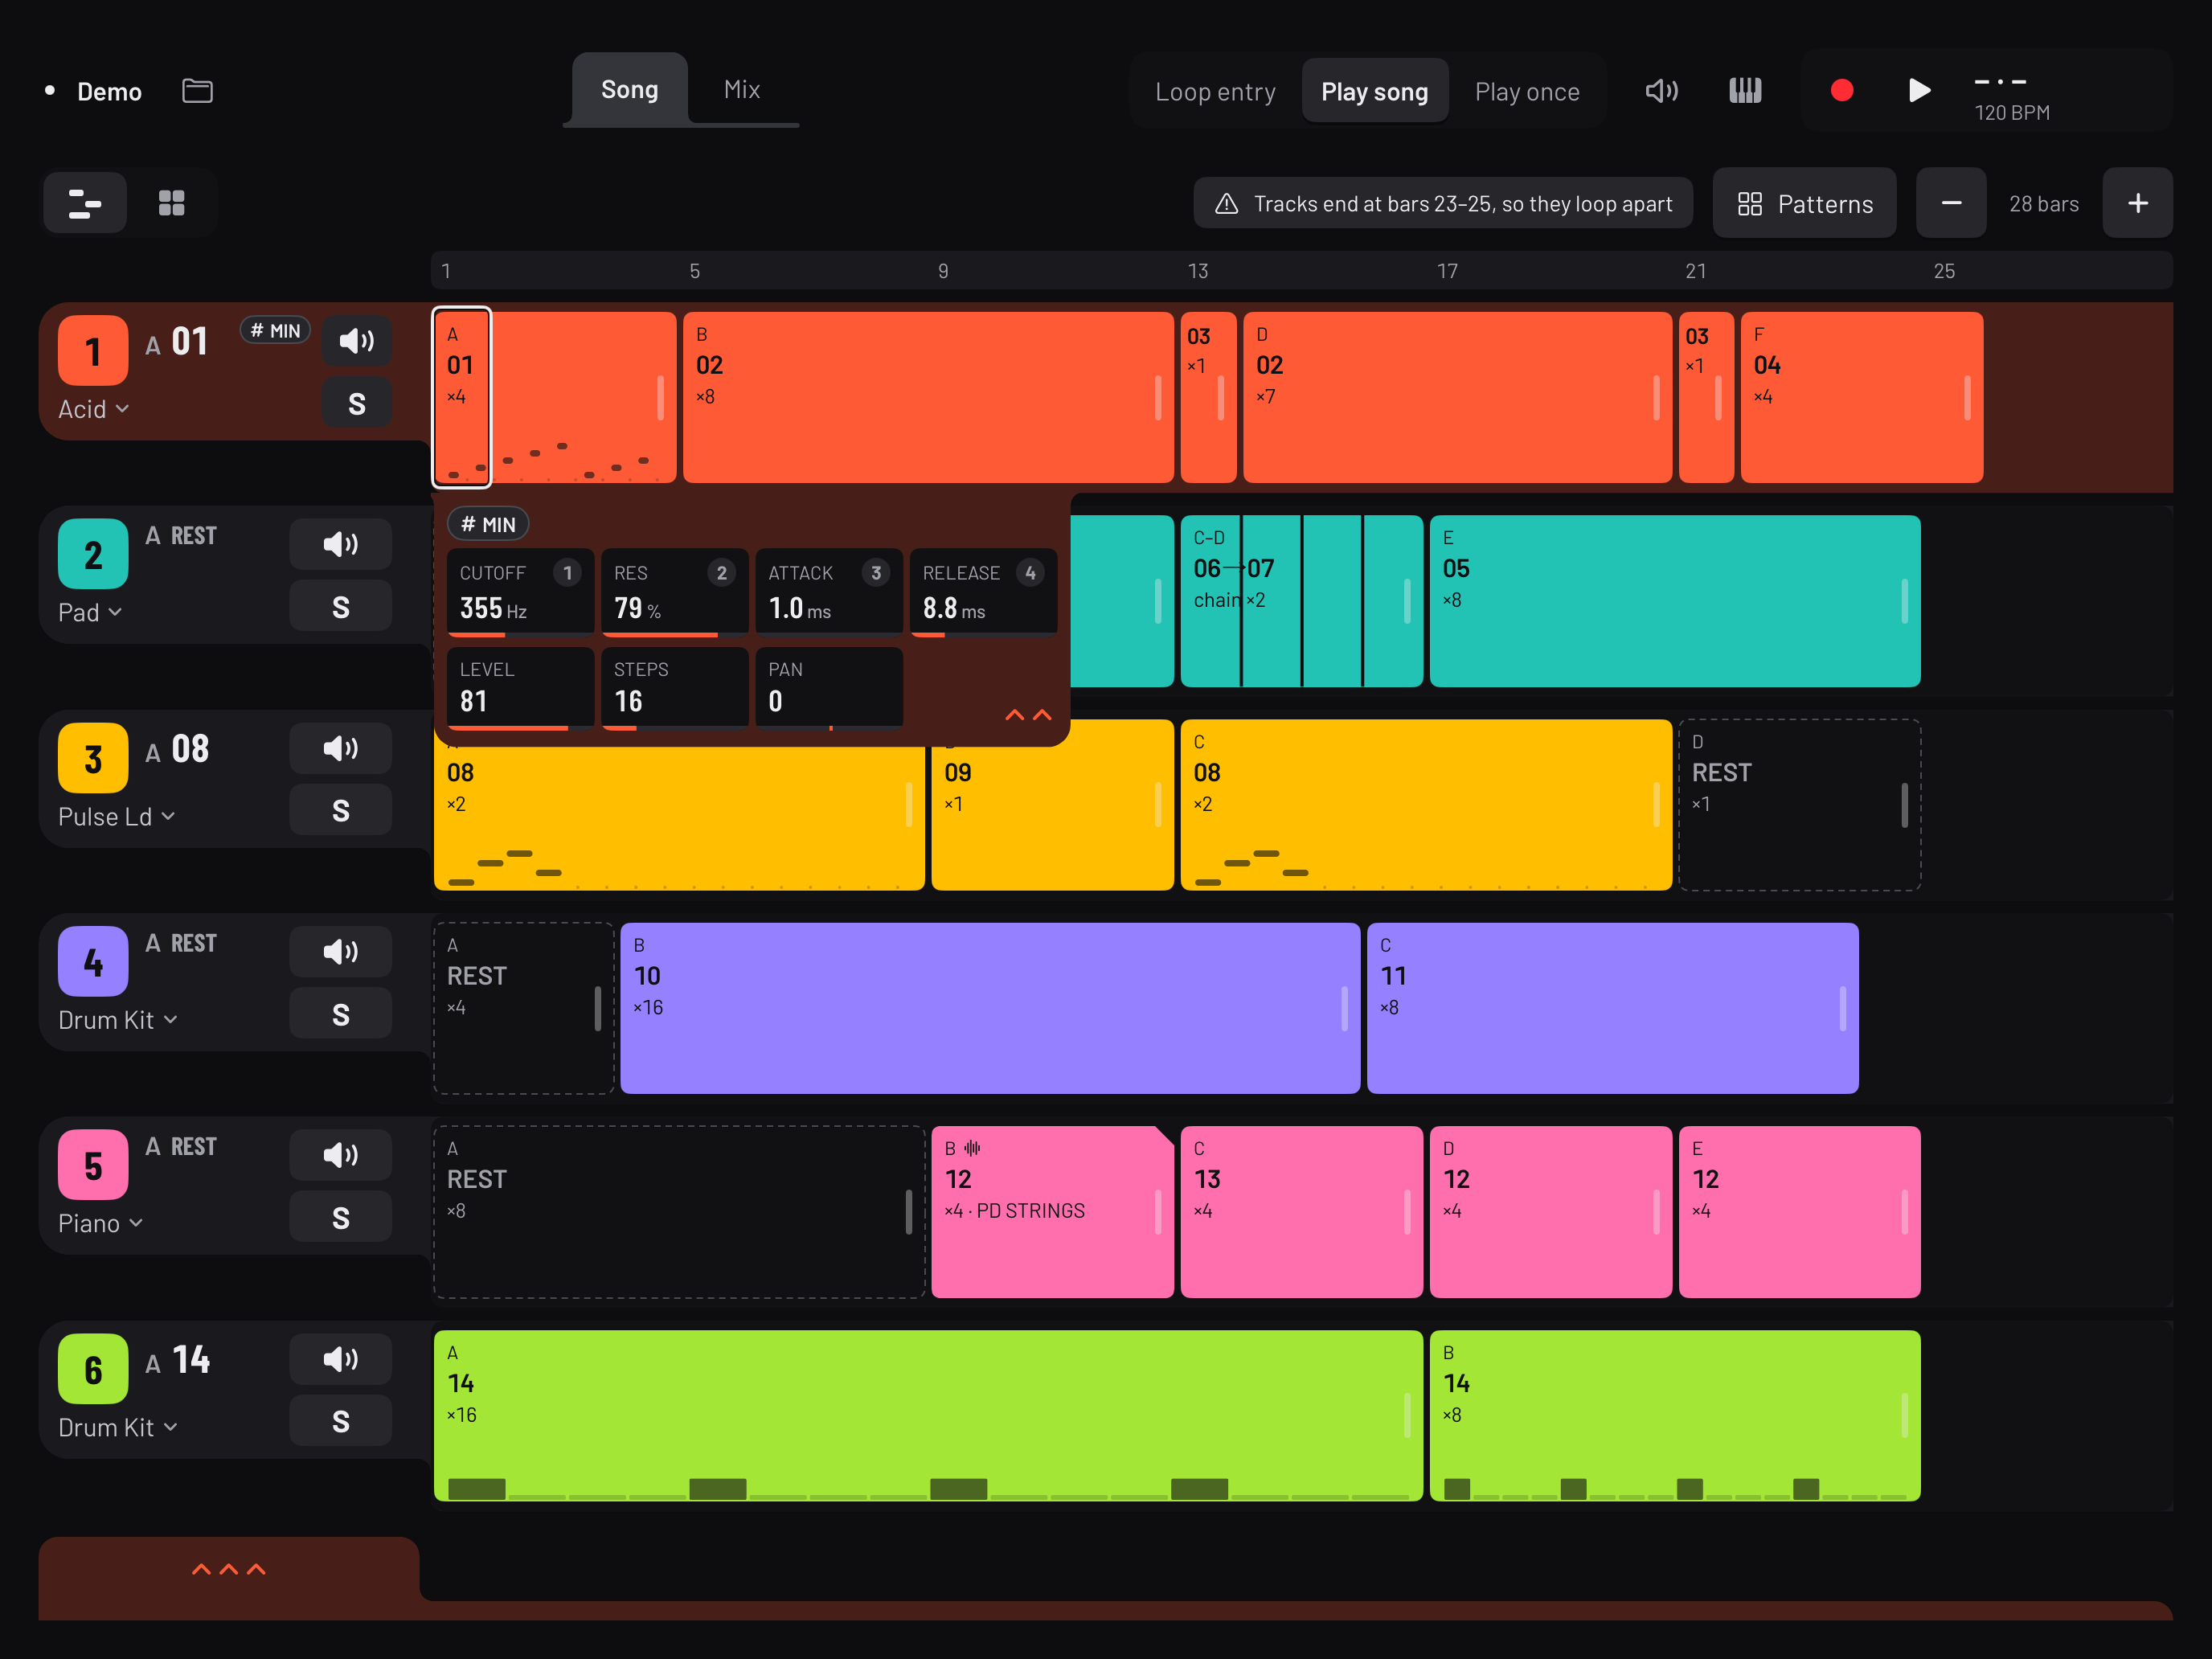 Demo
Song Mix
Loop entry Play song Play once
120 BPM
Tracks end at bars 23–25, so they loop apart
Patterns
28 bars
1 5 9 13 17 21 25
1 A 01 # MIN
Acid
S
A
01
×4
B
02
×8
03
×1
D
02
×7
03
×1
F
04
×4
2 A REST
Pad
S
# MIN
CUTOFF 1
355 Hz
RES 2
79 %
ATTACK 3
1.0 ms
RELEASE 4
8.8 ms
LEVEL
81
STEPS
16
PAN
0
C–D
06→07
chain ×2
E
05
×8
3 A 08
Pulse Ld
S
08
×2
09
×1
C
08
×2
D
REST
×1
4 A REST
Drum Kit
S
A
REST
×4
B
10
×16
C
11
×8
5 A REST
Piano
S
A
REST
×8
B
12
×4 · PD STRINGS
C
13
×4
D
12
×4
E
12
×4
6 A 14
Drum Kit
S
A
14
×16
B
14
×8